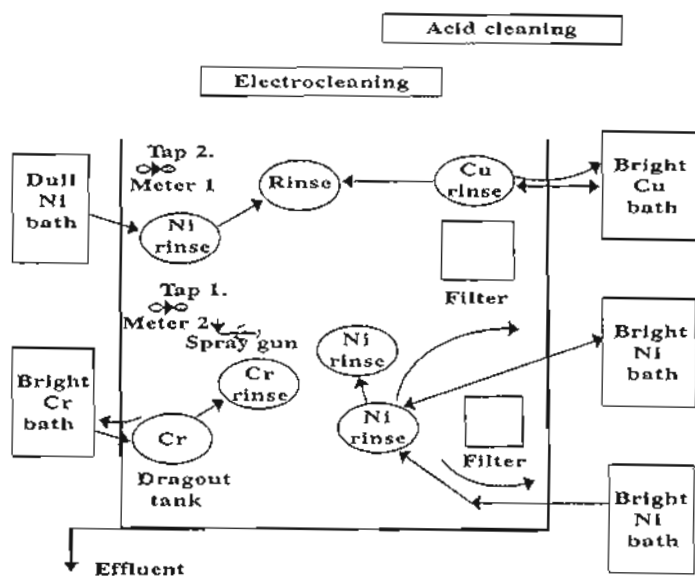 Acid cleaning
Electrocleaning
Tap 2.
Meter 1
Dull
Ni
bath
Ni
rinse
Rinse
Cu
rinse
Bright
Cu
bath
Filter
Tap 1.
Meter 2
Spray gun
Cr
rinse
Ni
rinse
Bright
Ni
bath
Bright
Cr
bath
Cr
Dragout
tank
Ni
rinse
Filter
Bright
Ni
bath
Effluent